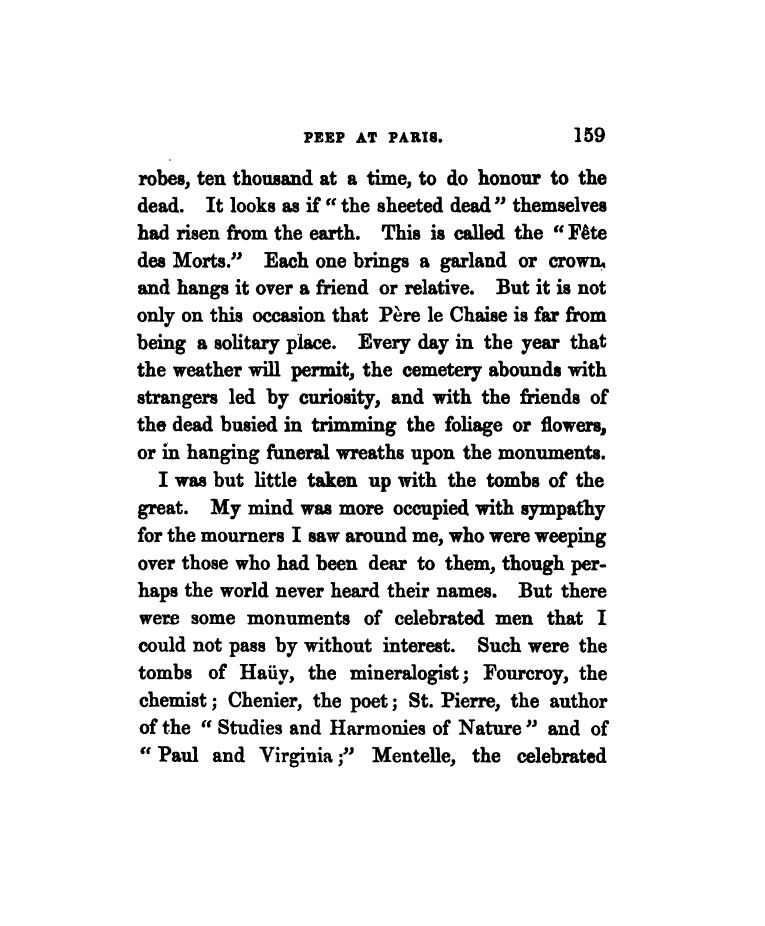 PEEP AT PARIS. 159
robes, ten thousand at a time, to do honour to the
dead. It looks as if “ the sheeted dead ” themselves
had risen from the earth. This is called the “ Fête
des Morts.” Each one brings a garland or crown,
and hangs it over a friend or relative. But it is not
only on this occasion that Père le Chaise is far from
being a solitary place. Every day in the year that
the weather will permit, the cemetery abounds with
strangers led by curiosity, and with the friends of
the dead busied in trimming the foliage or flowers,
or in hanging funeral wreaths upon the monuments.
I was but little taken up with the tombs of the
great. My mind was more occupied with sympathy
for the mourners I saw around me, who were weeping
over those who had been dear to them, though per-
haps the world never heard their names. But there
were some monuments of celebrated men that I
could not pass by without interest. Such were the
tombs of Haüy, the mineralogist ; Fourcroy, the
chemist ; Chenier, the poet ; St. Pierre, the author
of the “ Studies and Harmonies of Nature ” and of
“ Paul and Virginia ;” Mentelle, the celebrated